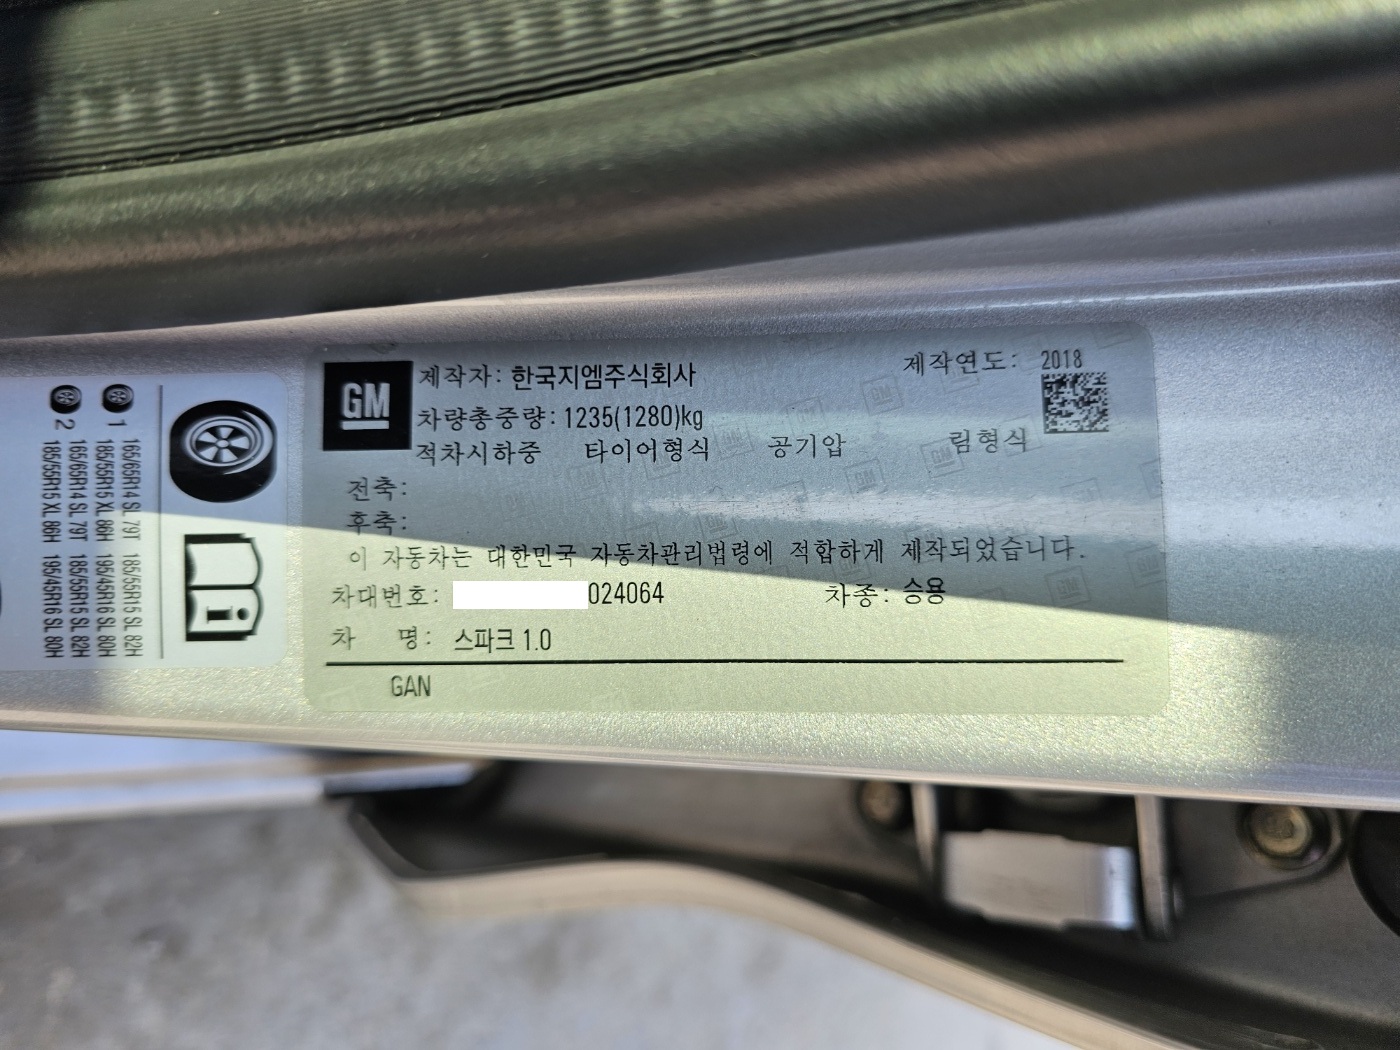 GM
제작자: 한국지엠주식회사
제작연도: 2018
차량총중량: 1235(1280)kg
적차시하중 타이어형식 공기압 림형식
전축:
후축:
이 자동차는 대한민국 자동차관리법령에 적합하게 제작되었습니다.
차대번호: 024064 차종: 승용
차 명: 스파크 1.0
GAN
1 165/65R14 SL 79T 185/55R15 SL 82H
185/55R15 XL 86H 195/45R16 SL 80H
2 165/65R14 SL 79T 185/55R15 SL 82H
185/55R15 XL 86H 195/45R16 SL 80H